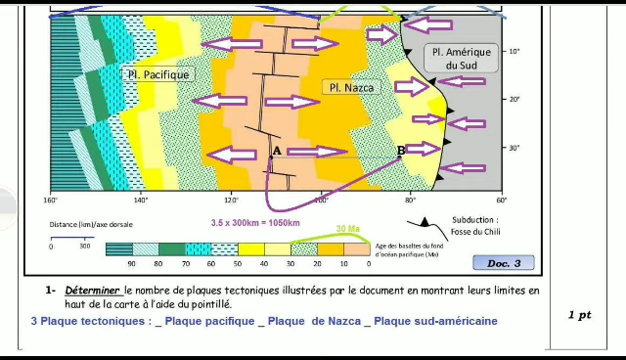 10°
Pl. Amérique
du Sud
Pl. Pacifique
Pl. Nazca
20°
30°
A
B
160°
140°
120°
100°
80°
60°
3.5 x 300km = 1050km
Distance (km)/axe dorsale
0 300
30 Ma
Subduction :
Fosse du Chili
Age des basaltes du fond
d'océan pacifique (Ma)
90 80 70 60 50 40 30 20 10 0
Doc. 3
1- Déterminer le nombre de plaques tectoniques illustrées par le document en montrant leurs limites en
haut de la carte à l'aide du pointillé.
3 Plaque tectoniques : _ Plaque pacifique _ Plaque de Nazca _ Plaque sud-américaine
1 pt